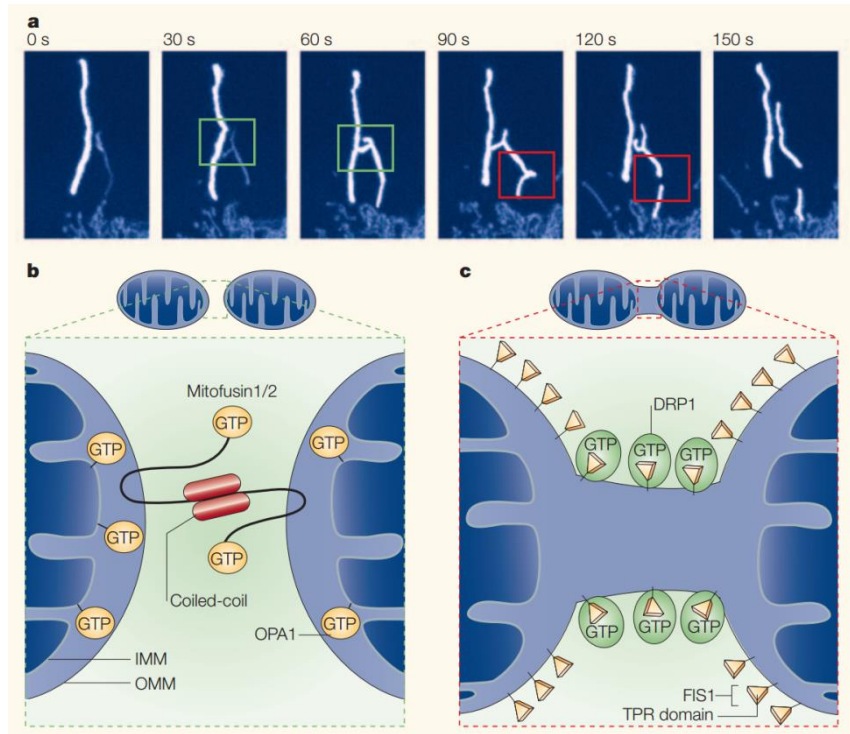 a
0 s 30 s 60 s 90 s 120 s 150 s
b
c
Mitofusin1/2
GTP
GTP
GTP
GTP
GTP
GTP
GTP
Coiled-coil
OPA1
IMM
OMM
DRP1
GTP
GTP
GTP
GTP
GTP
GTP
FIS1
TPR domain